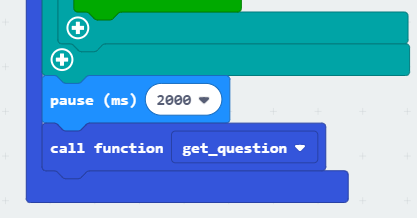 pause (ms) 2000
call function get_question